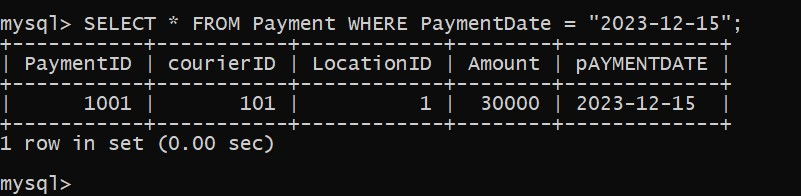 mysql> SELECT * FROM Payment WHERE PaymentDate = "2023-12-15";
+-----------+-----------+------------+--------+-------------+
| PaymentID | courierID | LocationID | Amount | pAYMENTDATE |
+-----------+-----------+------------+--------+-------------+
|      1001 |       101 |          1 |  30000 | 2023-12-15  |
+-----------+-----------+------------+--------+-------------+
1 row in set (0.00 sec)
mysql>